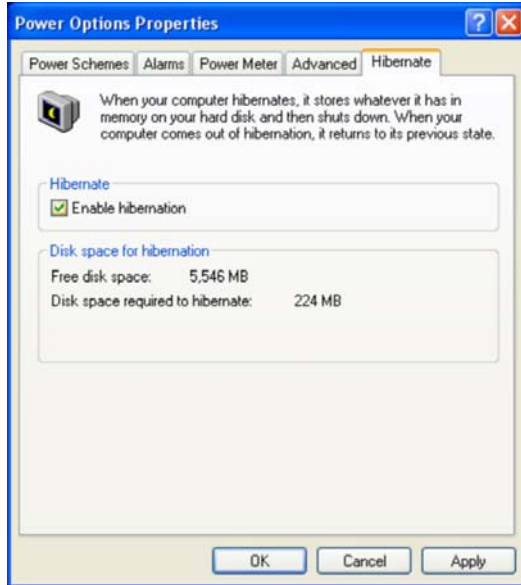 Power Options Properties
Power Schemes Alarms Power Meter Advanced Hibernate
When your computer hibernates, it stores whatever it has in
memory on your hard disk and then shuts down. When your
computer comes out of hibernation, it returns to its previous state.
Hibernate
Enable hibernation
Disk space for hibernation
Free disk space: 5,546 MB
Disk space required to hibernate: 224 MB
OK Cancel Apply